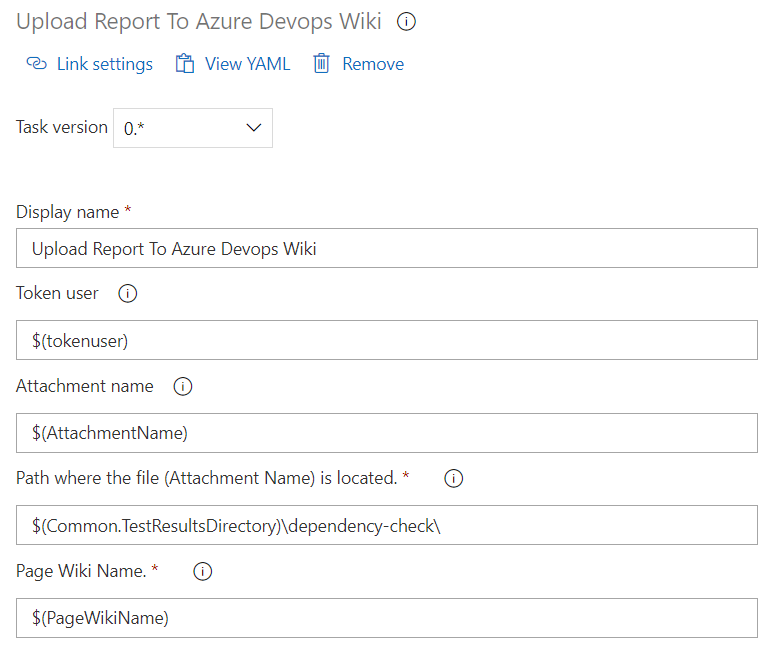 Upload Report To Azure Devops Wiki
Link settings View YAML Remove
Task version 0.*
Display name *
Upload Report To Azure Devops Wiki
Token user
$(tokenuser)
Attachment name
$(AttachmentName)
Path where the file (Attachment Name) is located. *
$(Common.TestResultsDirectory)\dependency-check\
Page Wiki Name. *
$(PageWikiName)